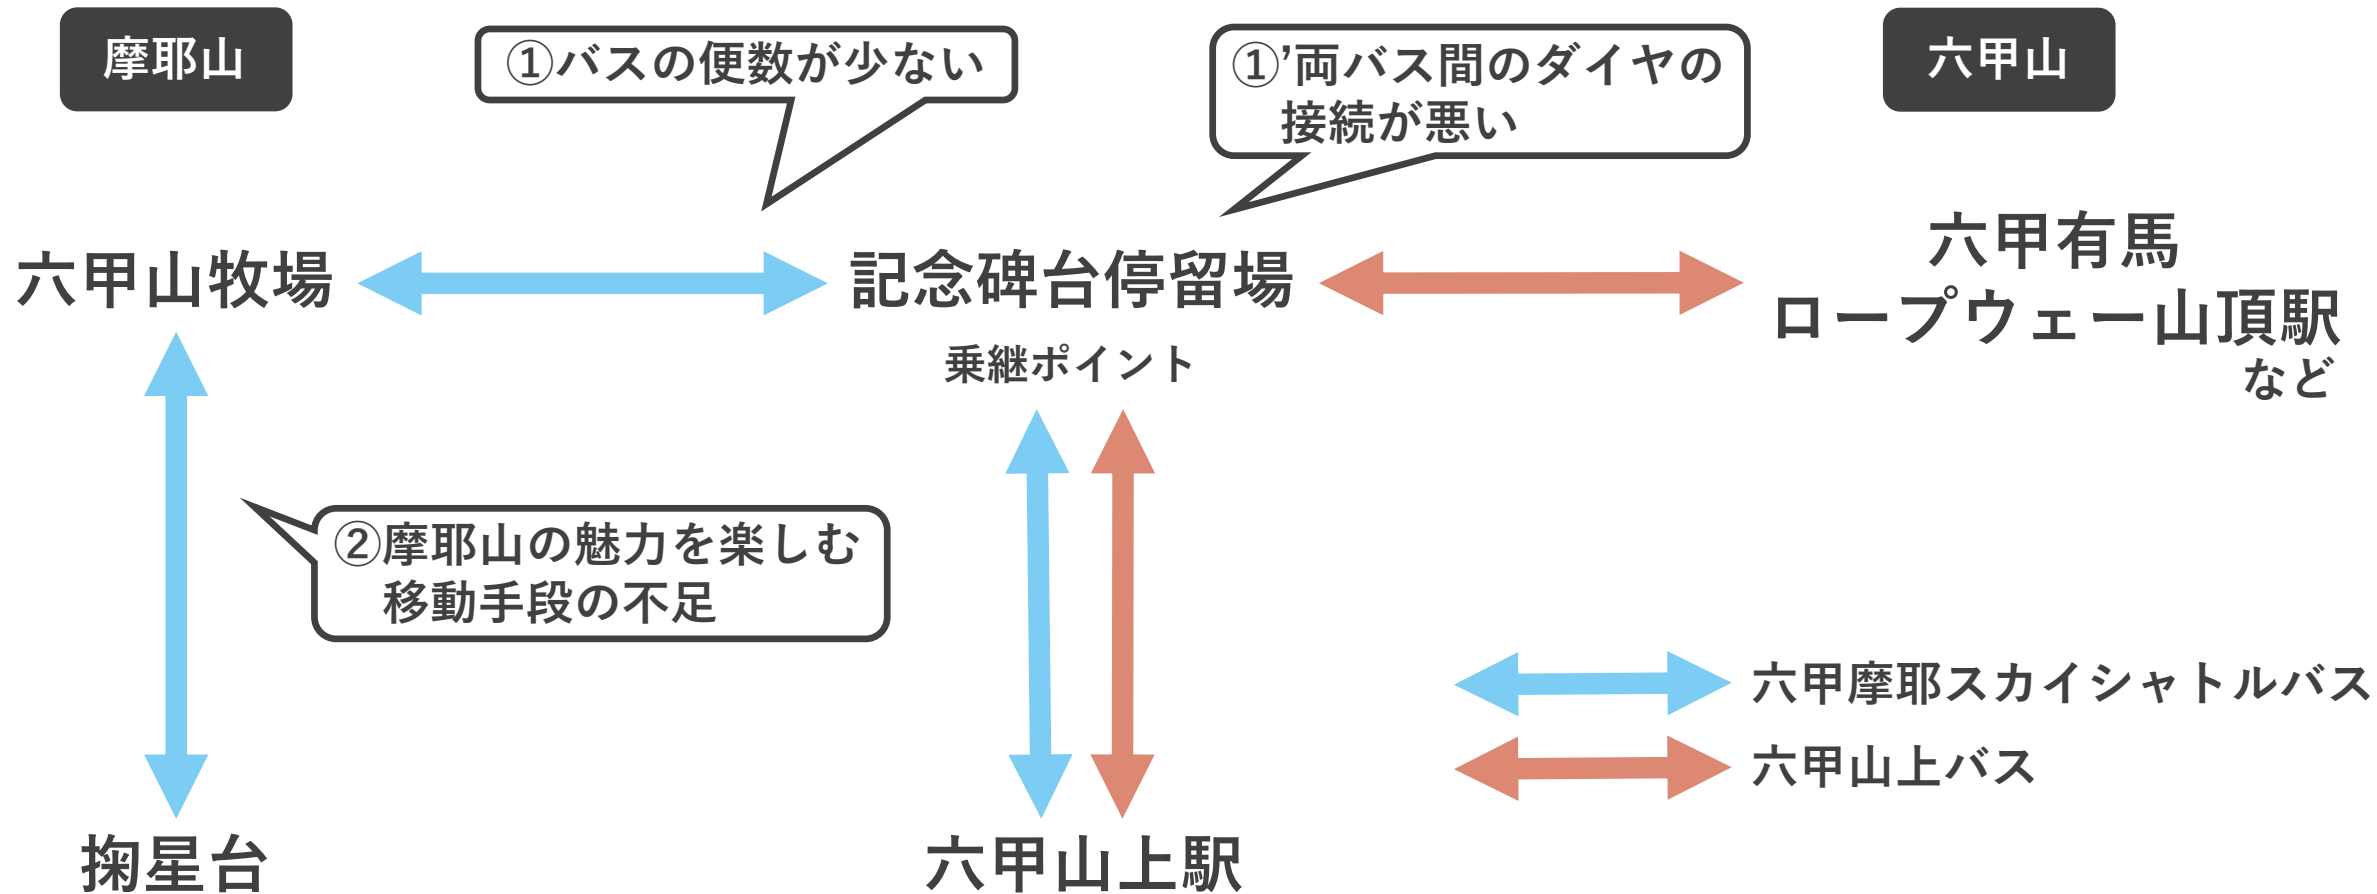 摩耶山
①バスの便数が少ない
①’両バス間のダイヤの
接続が悪い
六甲山
六甲山牧場
記念碑台停留場
乗継ポイント
六甲有馬
ロープウェー山頂駅
など
②摩耶山の魅力を楽しむ
移動手段の不足
六甲摩耶スカイシャトルバス
六甲山上バス
掬星台
六甲山上駅